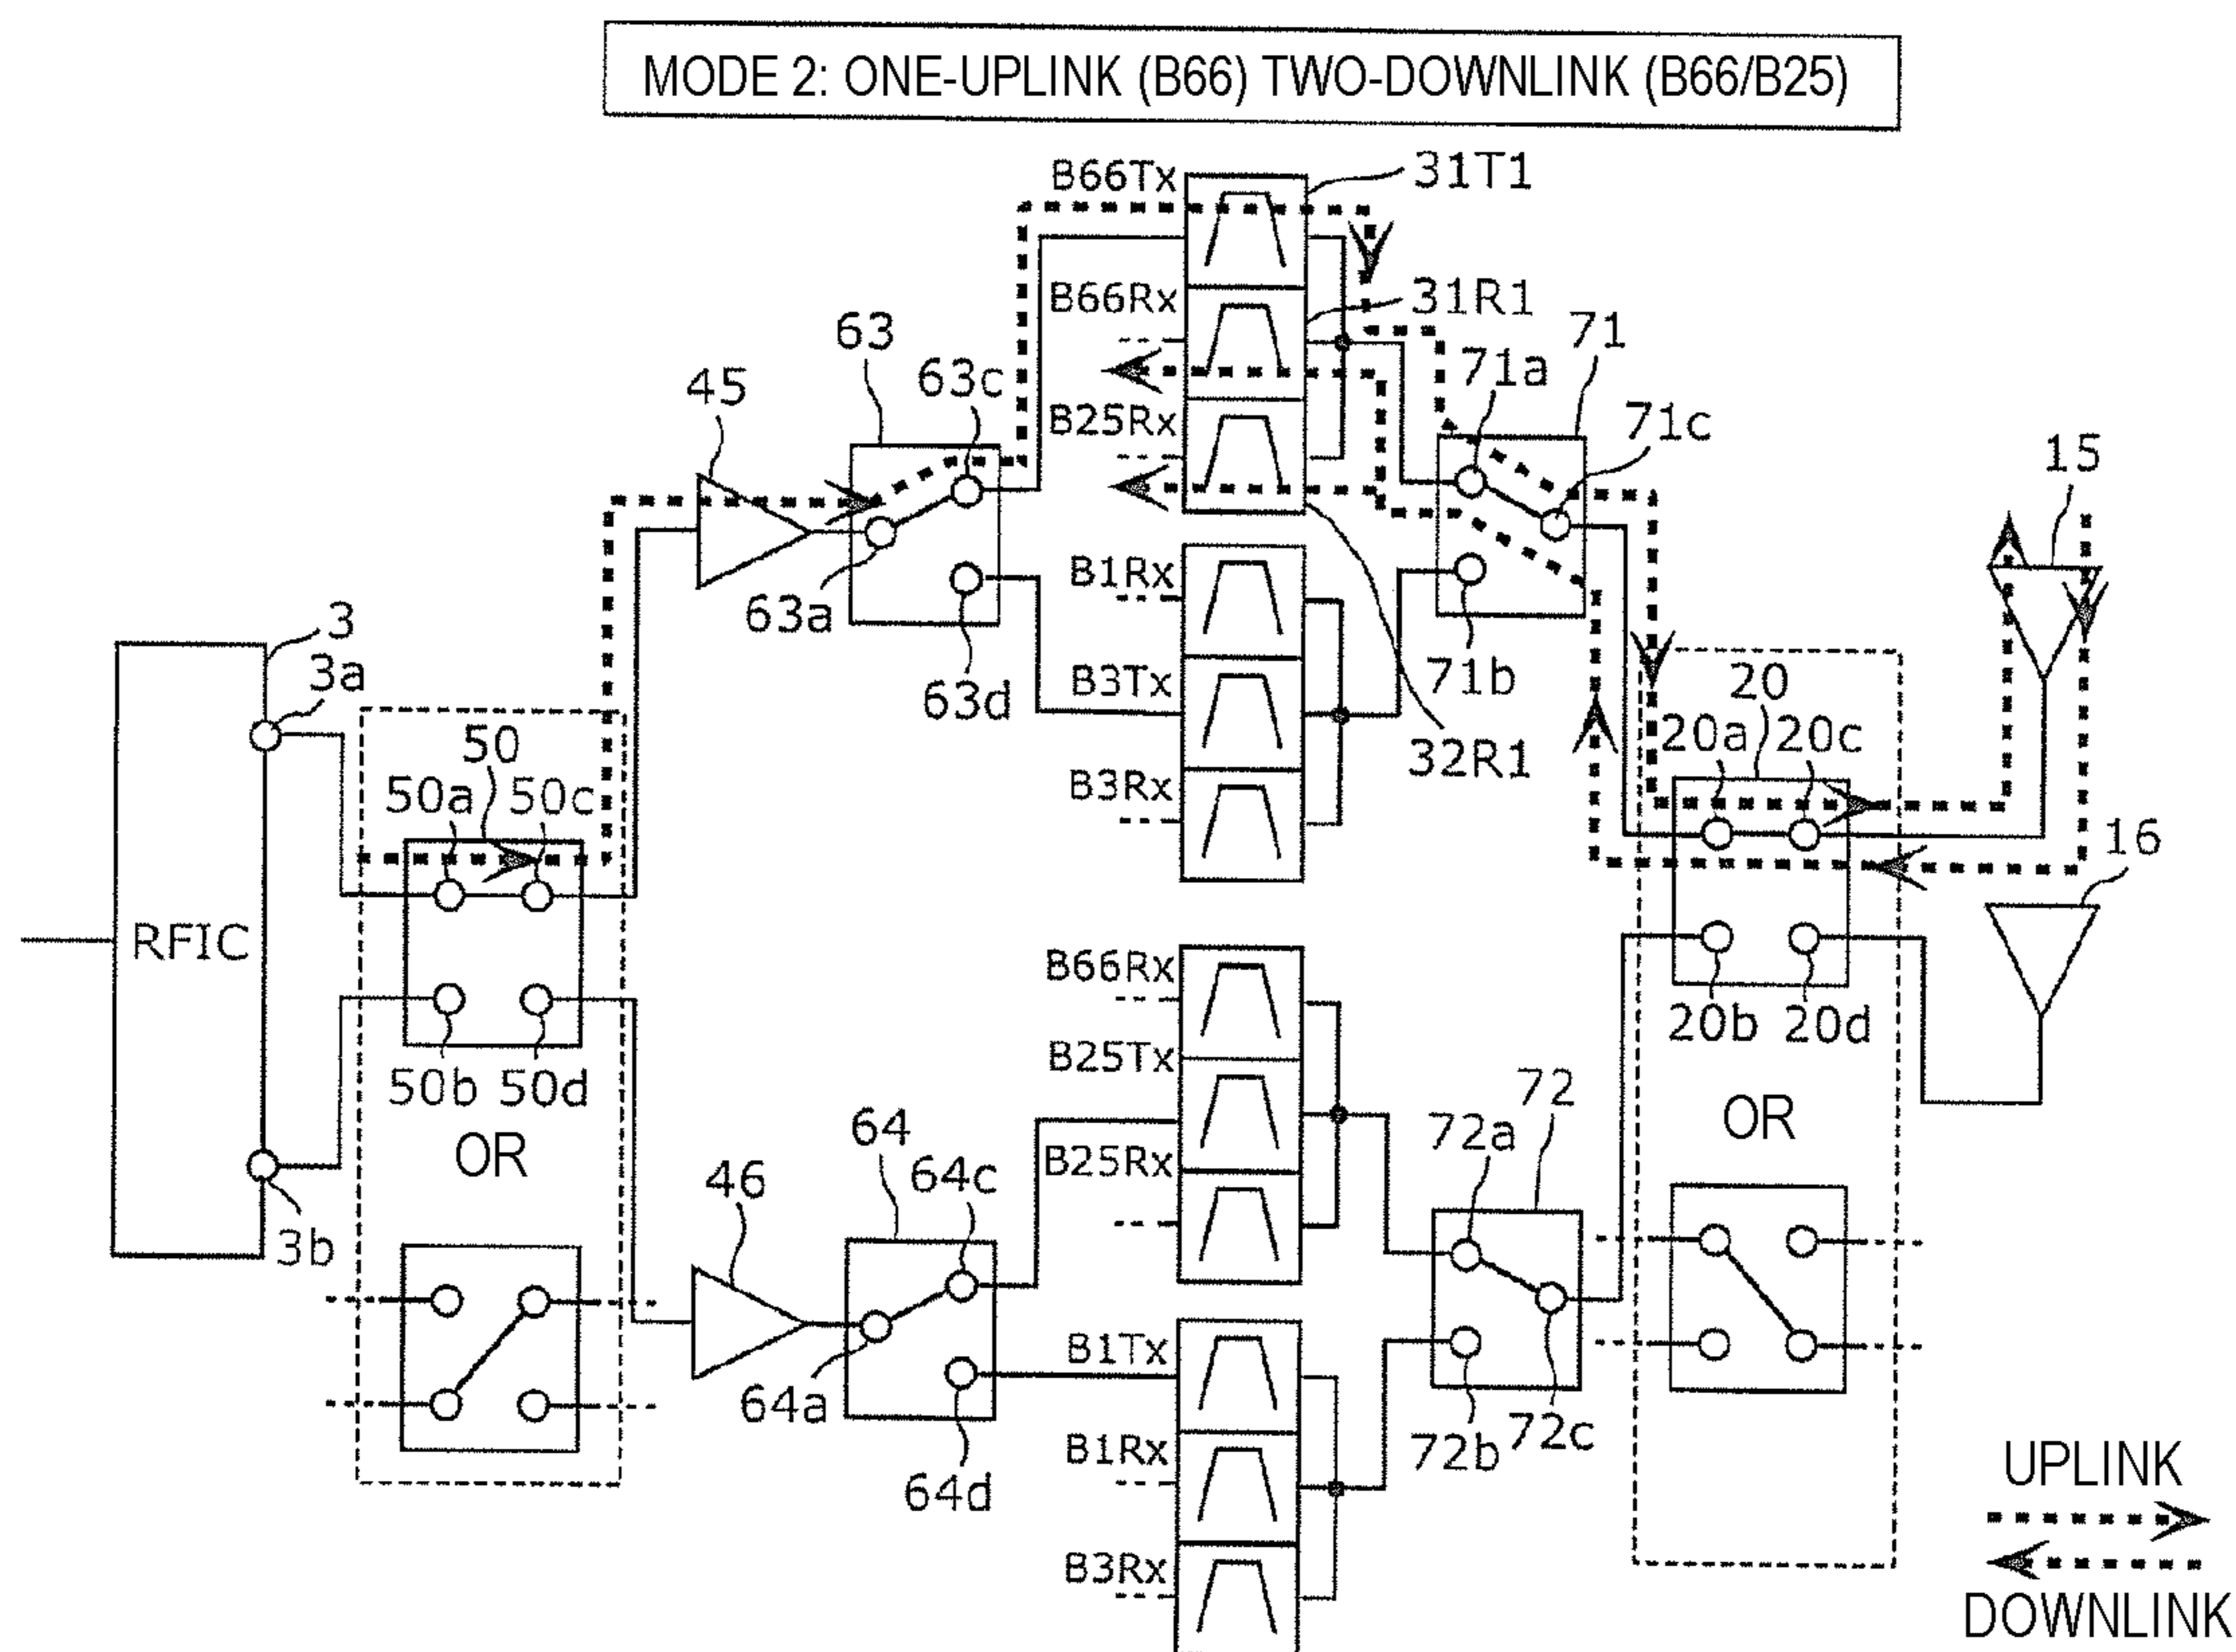 MODE 2: ONE-UPLINK (B66) TWO-DOWNLINK (B66/B25)
B66Tx
31T1
B66Rx
31R1
63
63c
71a
71
45
B25Rx
71c
15
63a
B1Rx
3
3a
63d
B3Tx
71b
20
50
32R1
20a
20c
50a
50c
B3Rx
16
RFIC
B66Rx
20b
20d
50b
50d
B25Tx
OR
OR
64
72a
72
46
64c
B25Rx
3b
B1Tx
64a
72b
72c
B1Rx
64d
UPLINK
B3Rx
DOWNLINK